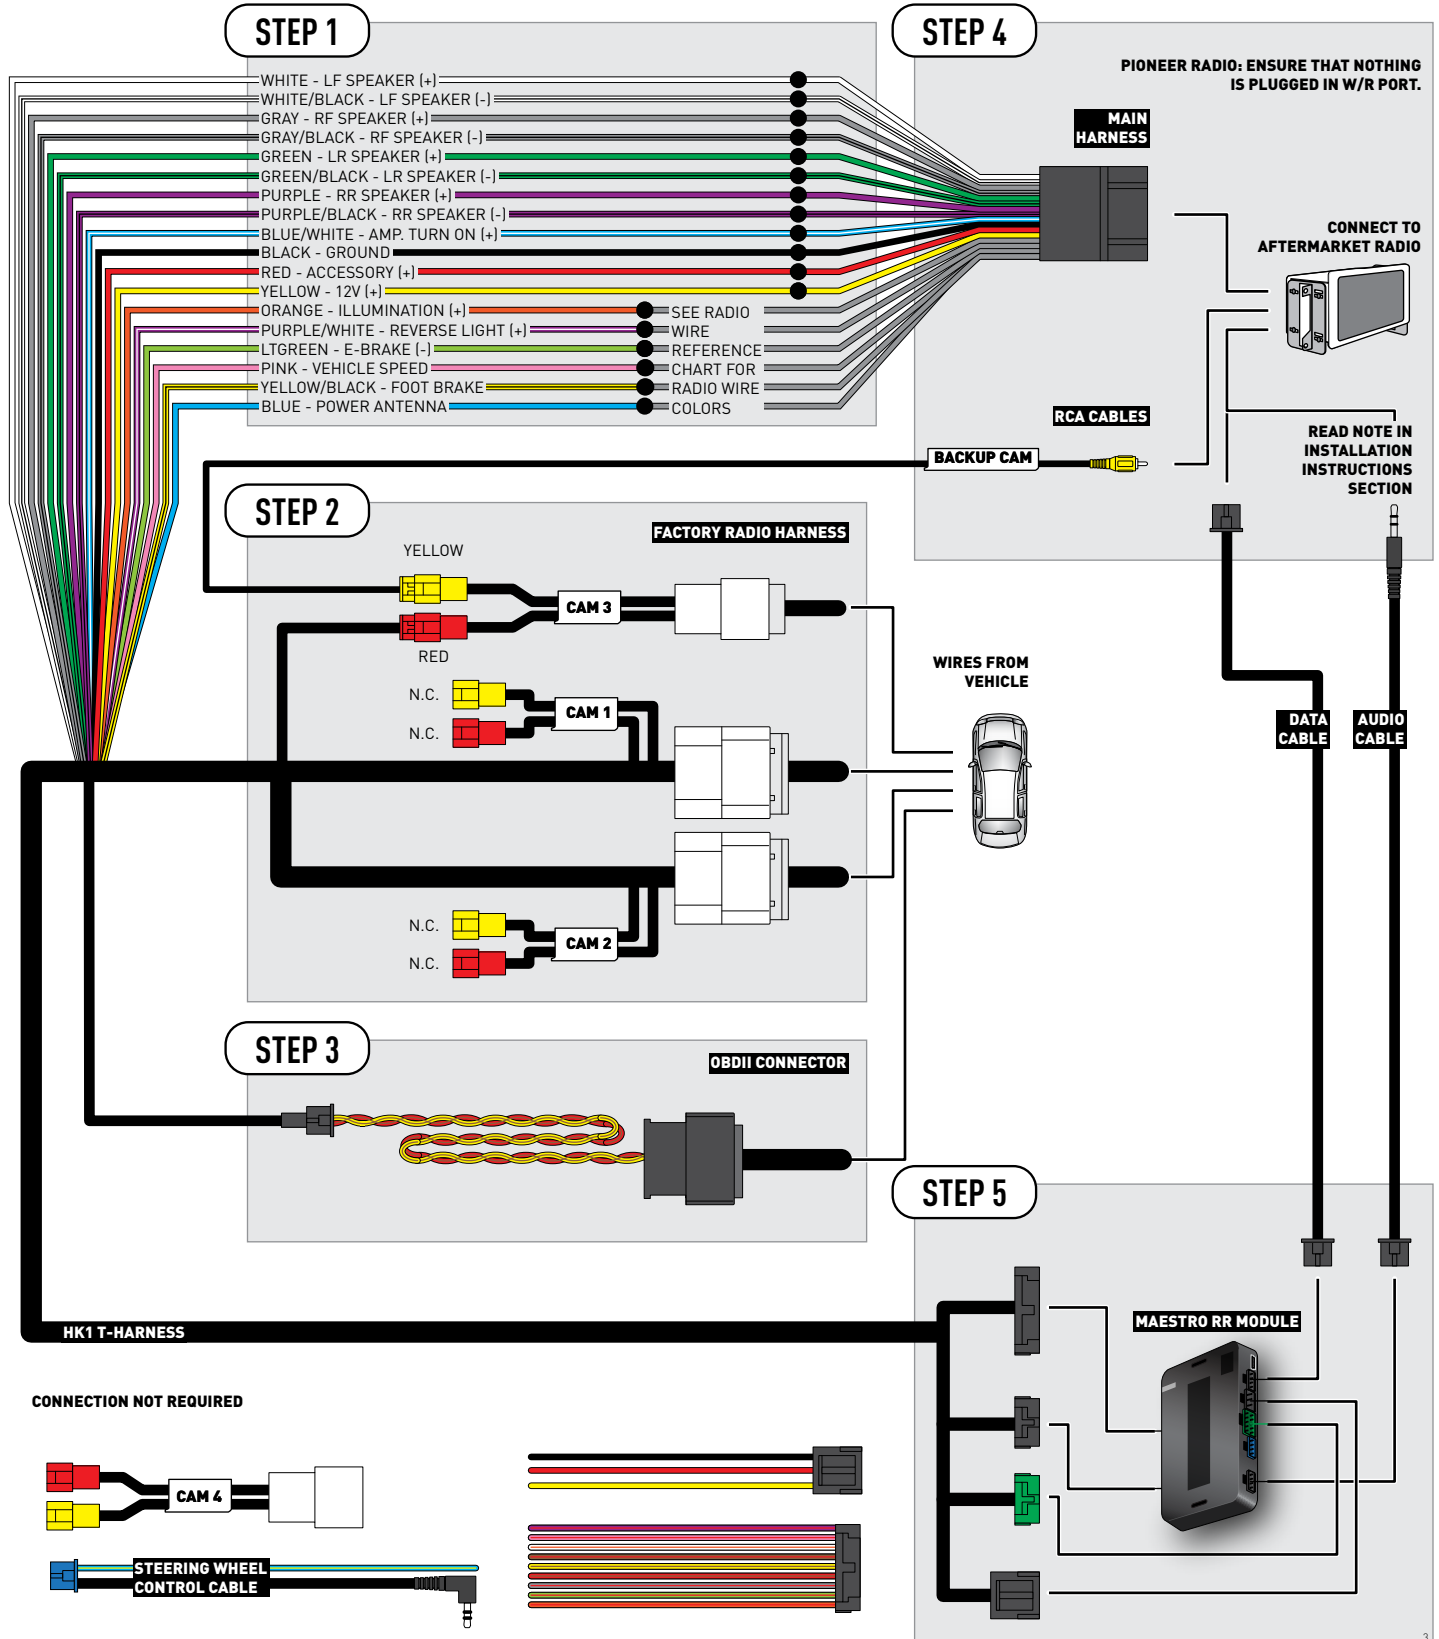 STEP 1
WHITE - LF SPEAKER (+)
WHITE/BLACK - LF SPEAKER (-)
GRAY - RF SPEAKER (+)
GRAY/BLACK - RF SPEAKER (-)
GREEN - LR SPEAKER (+)
GREEN/BLACK - LR SPEAKER (-)
PURPLE - RR SPEAKER (+)
PURPLE/BLACK - RR SPEAKER (-)
BLUE/WHITE - AMP. TURN ON (+)
BLACK - GROUND
RED - ACCESSORY (+)
YELLOW - 12V (+)
ORANGE - ILLUMINATION (+)
PURPLE/WHITE - REVERSE LIGHT (+)
LTGREEN - E-BRAKE (-)
PINK - VEHICLE SPEED
YELLOW/BLACK - FOOT BRAKE
BLUE - POWER ANTENNA
SEE RADIO
WIRE
REFERENCE
CHART FOR
RADIO WIRE
COLORS
STEP 4
PIONEER RADIO: ENSURE THAT NOTHING
IS PLUGGED IN W/R PORT.
MAIN
HARNESS
CONNECT TO
AFTERMARKET RADIO
RCA CABLES
BACKUP CAM
READ NOTE IN
INSTALLATION
INSTRUCTIONS
SECTION
STEP 2
FACTORY RADIO HARNESS
YELLOW
CAM 3
RED
N.C.
CAM 1
N.C.
WIRES FROM
VEHICLE
DATA
CABLE
AUDIO
CABLE
N.C.
CAM 2
N.C.
STEP 3
OBDII CONNECTOR
STEP 5
HK1 T-HARNESS
MAESTRO RR MODULE
CONNECTION NOT REQUIRED
CAM 4
STEERING WHEEL
CONTROL CABLE
3